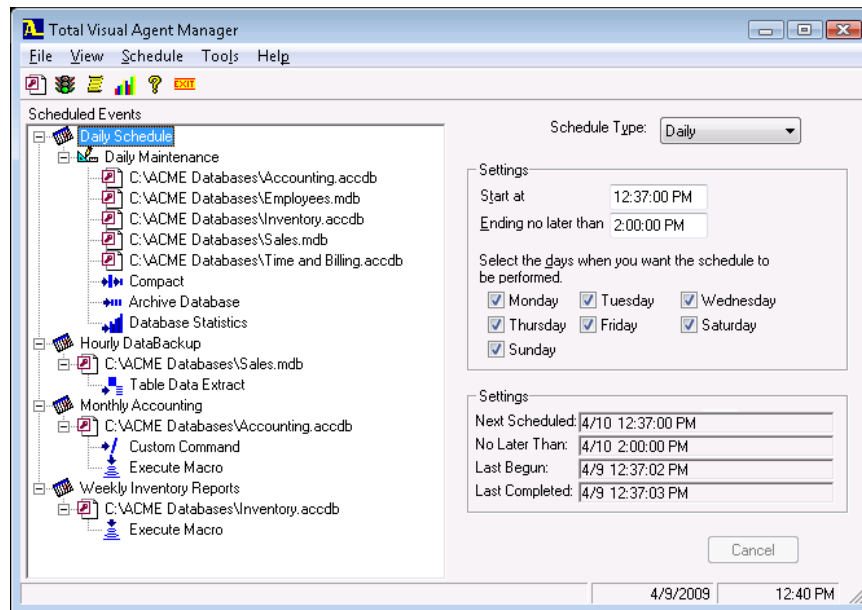 Total Visual Agent Manager
File View Schedule Tools Help
EXIT
Scheduled Events
Daily Schedule
Daily Maintenance
C:\ACME Databases\Accounting.accdb
C:\ACME Databases\Employees.mdb
C:\ACME Databases\Inventory.accdb
C:\ACME Databases\Sales.mdb
C:\ACME Databases\Time and Billing.accdb
Compact
Archive Database
Database Statistics
Hourly DataBackup
C:\ACME Databases\Sales.mdb
Table Data Extract
Monthly Accounting
C:\ACME Databases\Accounting.accdb
Custom Command
Execute Macro
Weekly Inventory Reports
C:\ACME Databases\Inventory.accdb
Execute Macro
Schedule Type: Daily
Settings
Start at 12:37:00 PM
Ending no later than 2:00:00 PM
Select the days when you want the schedule to
be performed.
Monday Tuesday Wednesday
Thursday Friday Saturday
Sunday
Settings
Next Scheduled: 4/10 12:37:00 PM
No Later Than: 4/10 2:00:00 PM
Last Begun: 4/9 12:37:02 PM
Last Completed: 4/9 12:37:03 PM
Cancel
4/9/2009 12:40 PM